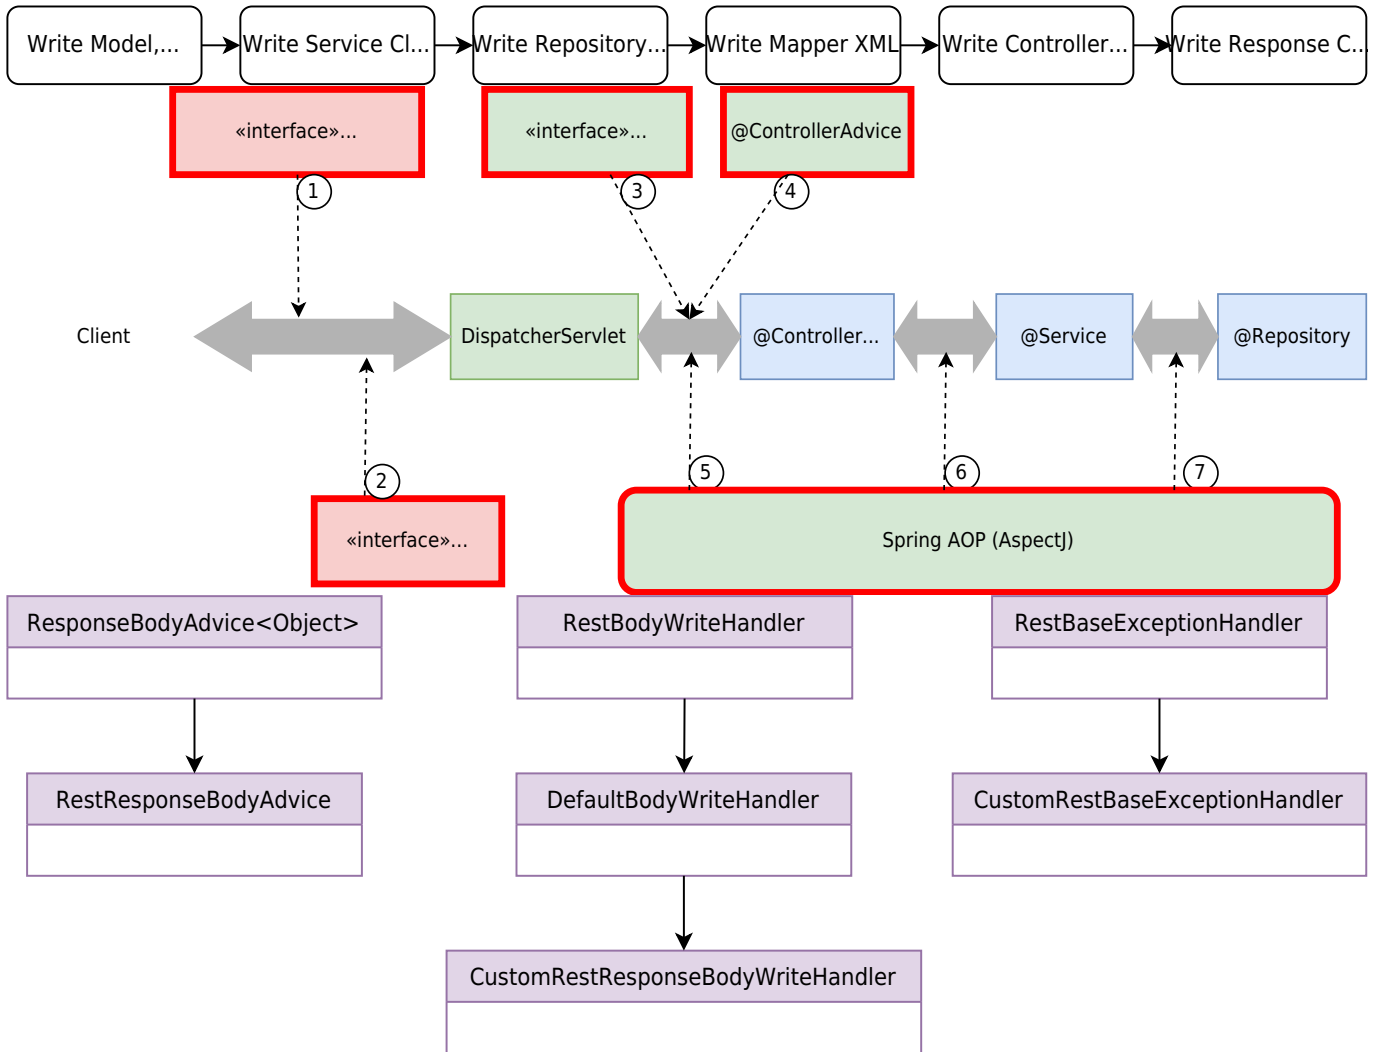 Write Model,...
Write Service Cl...
Write Repository...
Write Mapper XML
Write Controller...
Write Response C...
«interface»...
«interface»...
@ControllerAdvice
1
3
4
Client
DispatcherServlet
@Controller...
@Service
@Repository
2
5
6
7
«interface»...
Spring AOP (AspectJ)
ResponseBodyAdvice<Object>
RestBodyWriteHandler
RestBaseExceptionHandler
RestResponseBodyAdvice
DefaultBodyWriteHandler
CustomRestBaseExceptionHandler
CustomRestResponseBodyWriteHandler